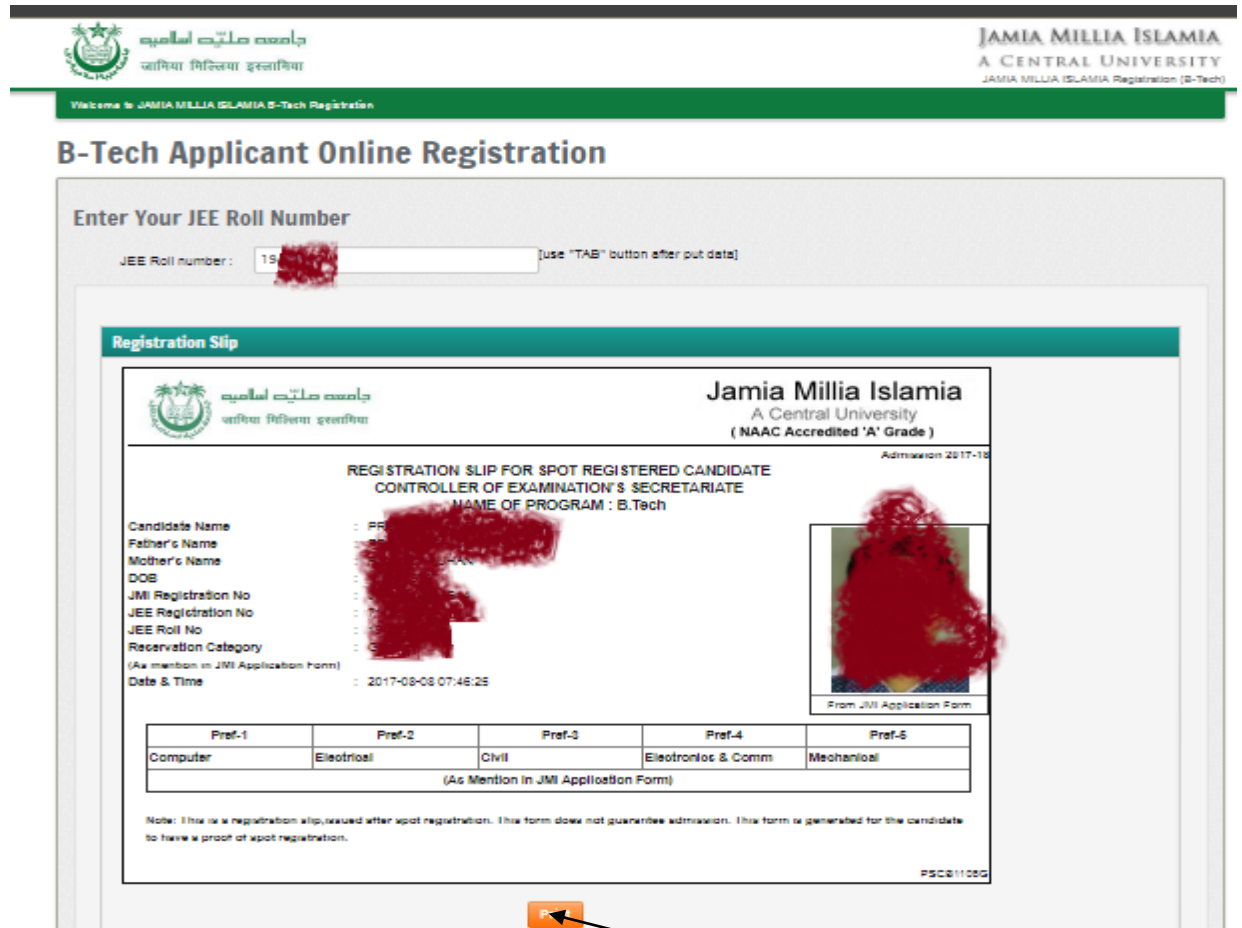 جامعہ ملیّہ اسلامیہ
जामिया मिल्लिया इस्लामिया
JAMIA MILLIA ISLAMIA
A CENTRAL UNIVERSITY
JAMIA MILLIA ISLAMIA Registration (B-Tech)
Welcome to JAMIA MILLIA ISLAMIA B-Tech Registration
B-Tech Applicant Online Registration
Enter Your JEE Roll Number
JEE Roll number : 19 [use "TAB" button after put data]
Registration Slip
جامعہ ملیّہ اسلامیہ
जामिया मिल्लिया इस्लामिया
Jamia Millia Islamia
A Central University
( NAAC Accredited 'A' Grade )
Admission 2017-18
REGISTRATION SLIP FOR SPOT REGISTERED CANDIDATE
CONTROLLER OF EXAMINATION'S SECRETARIATE
NAME OF PROGRAM : B.Tech
Candidate Name : PR
Father's Name :
Mother's Name :
DOB :
JMI Registration No :
JEE Registration No :
JEE Roll No :
Reservation Category :
(As mention in JMI Application Form)
Date & Time : 2017-08-08 07:46:25
From JMI Application Form
Pref-1 Pref-2 Pref-3 Pref-4 Pref-5
Computer Electrical Civil Electronics & Comm Mechanical
(As Mention in JMI Application Form)
Note: This is a registration slip,issued after spot registration. This form does not guarantee admission. This form is generated for the candidate
to have a proof of spot registration.
Print